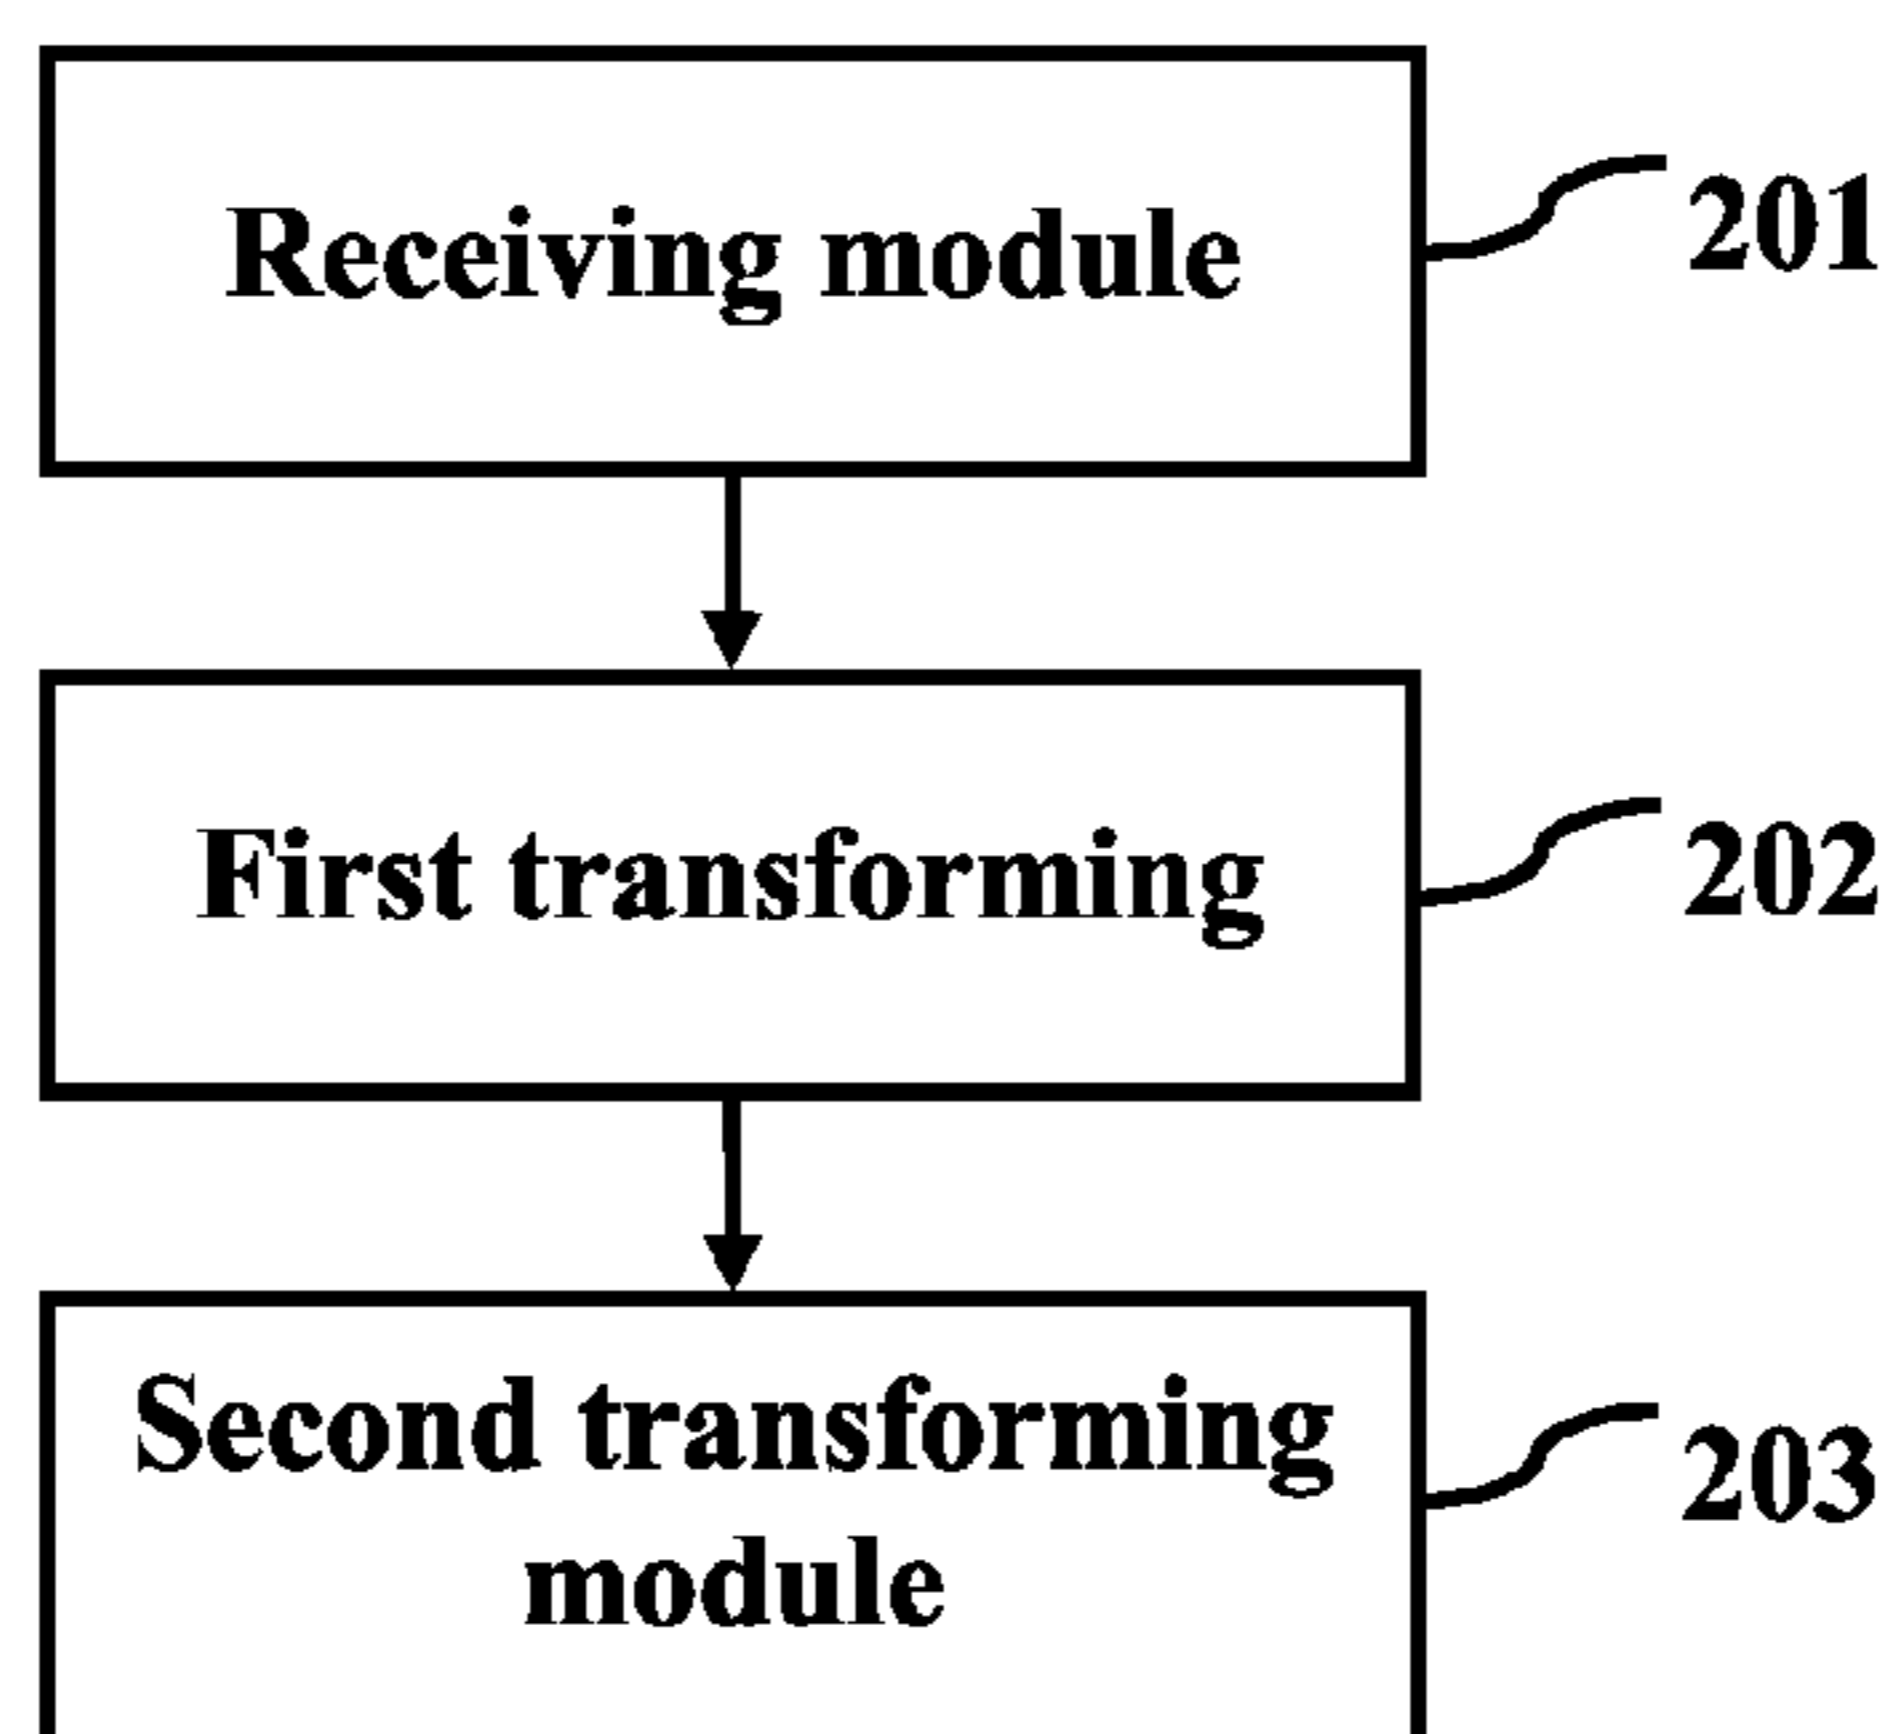 Receiving module
201
First transforming
202
Second transforming
module
203